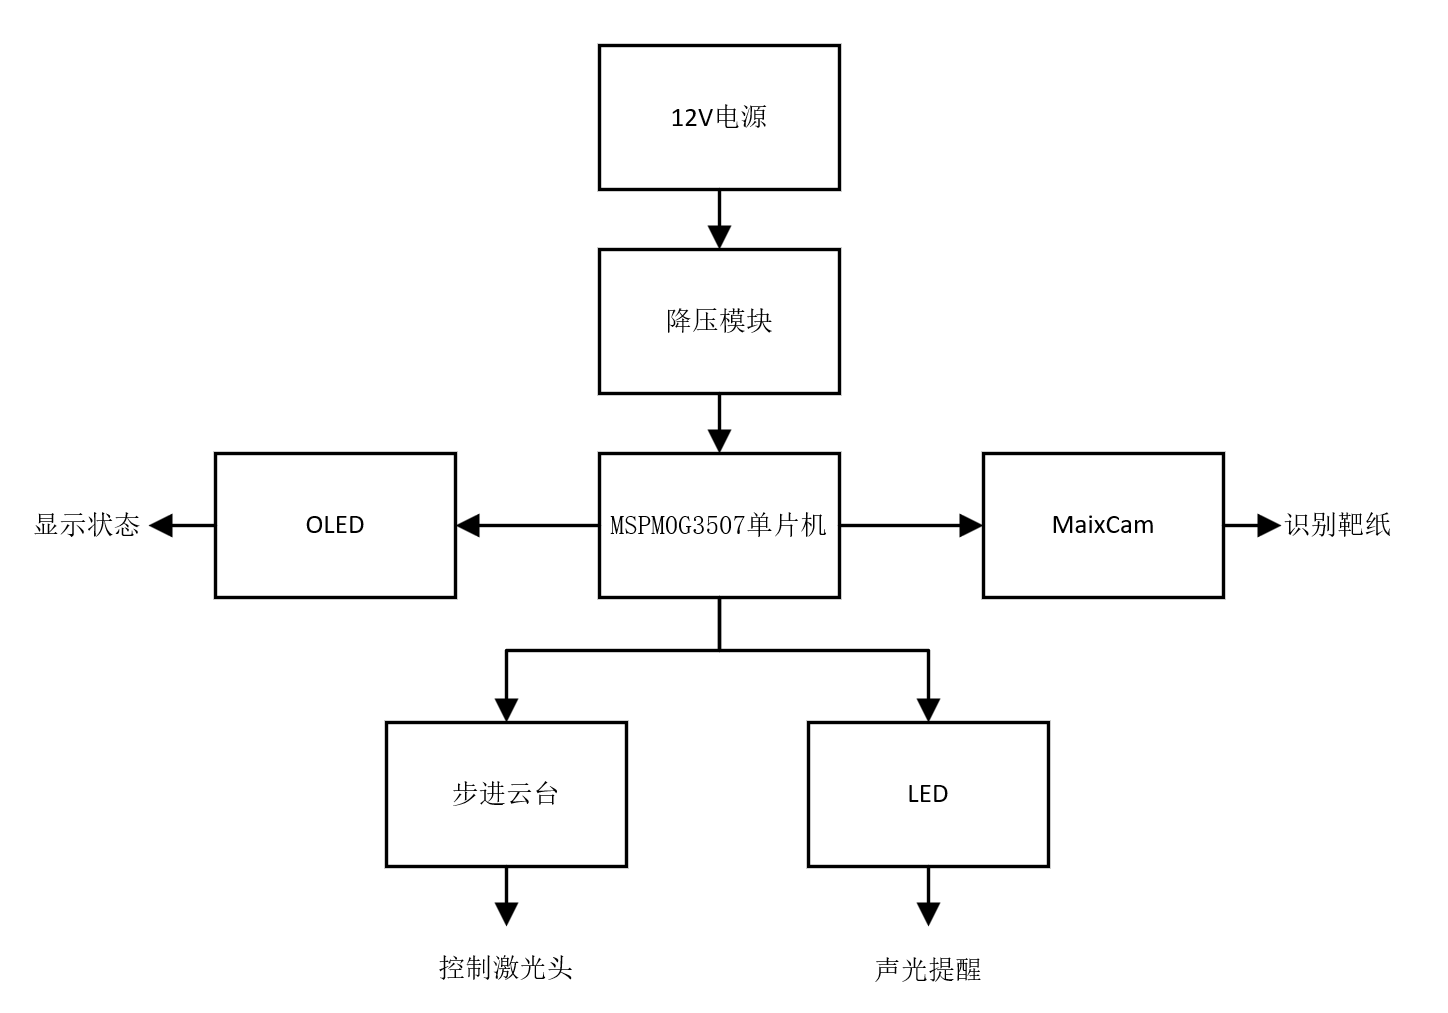 12V电源
降压模块
显示状态
OLED
MSPM0G3507单片机
MaixCam
识别靶纸
步进云台
LED
控制激光头
声光提醒